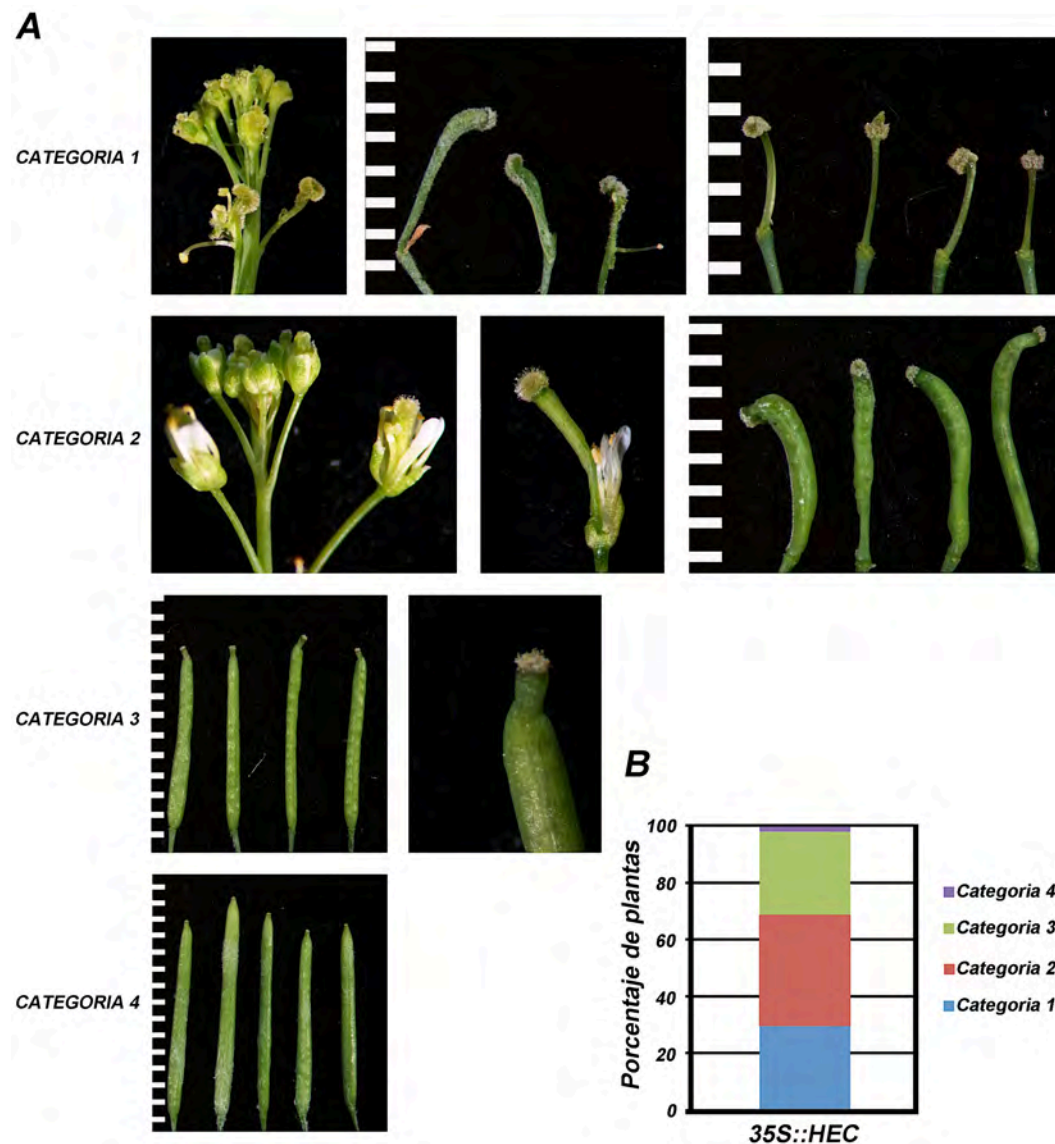 A
CATEGORIA 1
CATEGORIA 2
CATEGORIA 3
CATEGORIA 4
B
Porcentaje de plantas
100
80
60
40
20
0
35S::HEC
Categoria 4
Categoria 3
Categoria 2
Categoria 1